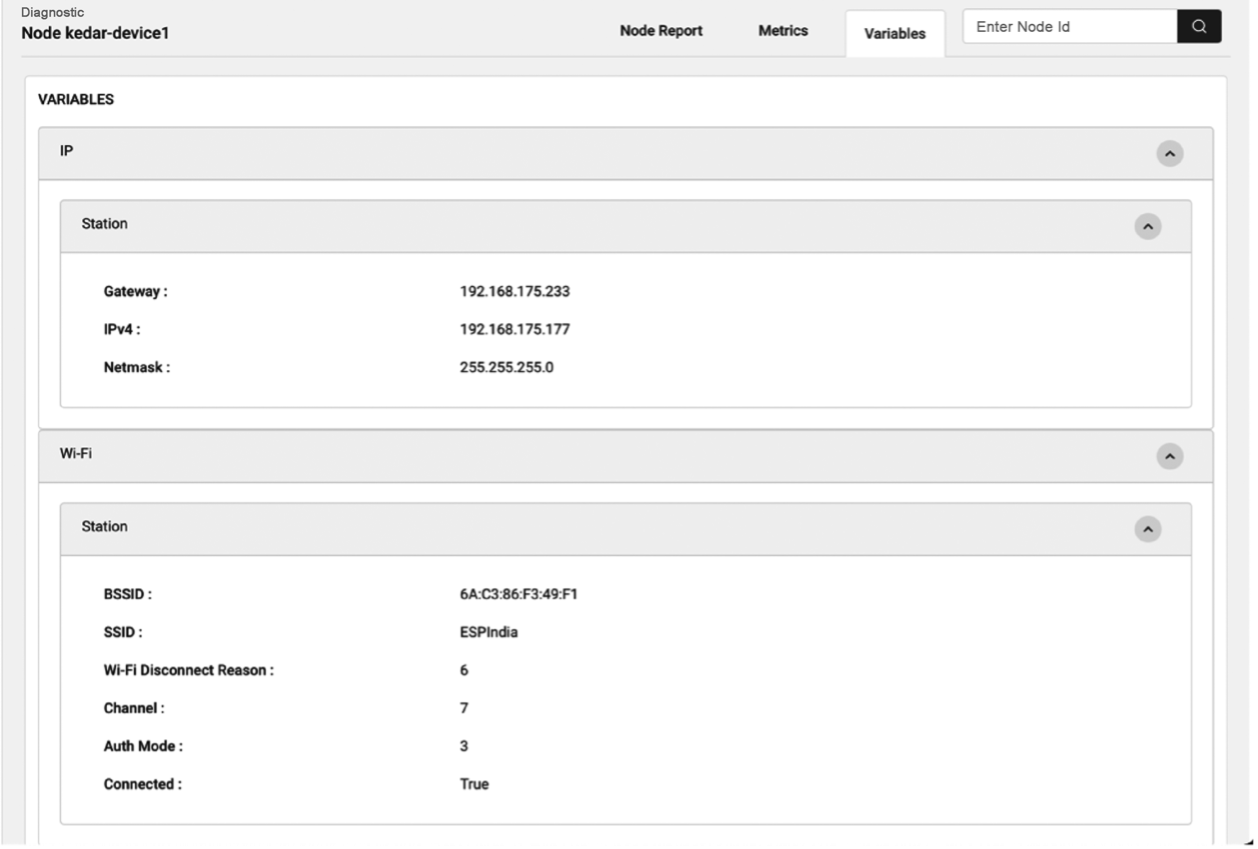 Diagnostic
Node kedar-device1
Node Report
Metrics
Variables
Enter Node Id
VARIABLES
IP
Station
Gateway : 192.168.175.233
IPv4 : 192.168.175.177
Netmask : 255.255.255.0
Wi-Fi
Station
BSSID : 6A:C3:86:F3:49:F1
SSID : ESPIndia
Wi-Fi Disconnect Reason : 6
Channel : 7
Auth Mode : 3
Connected : True